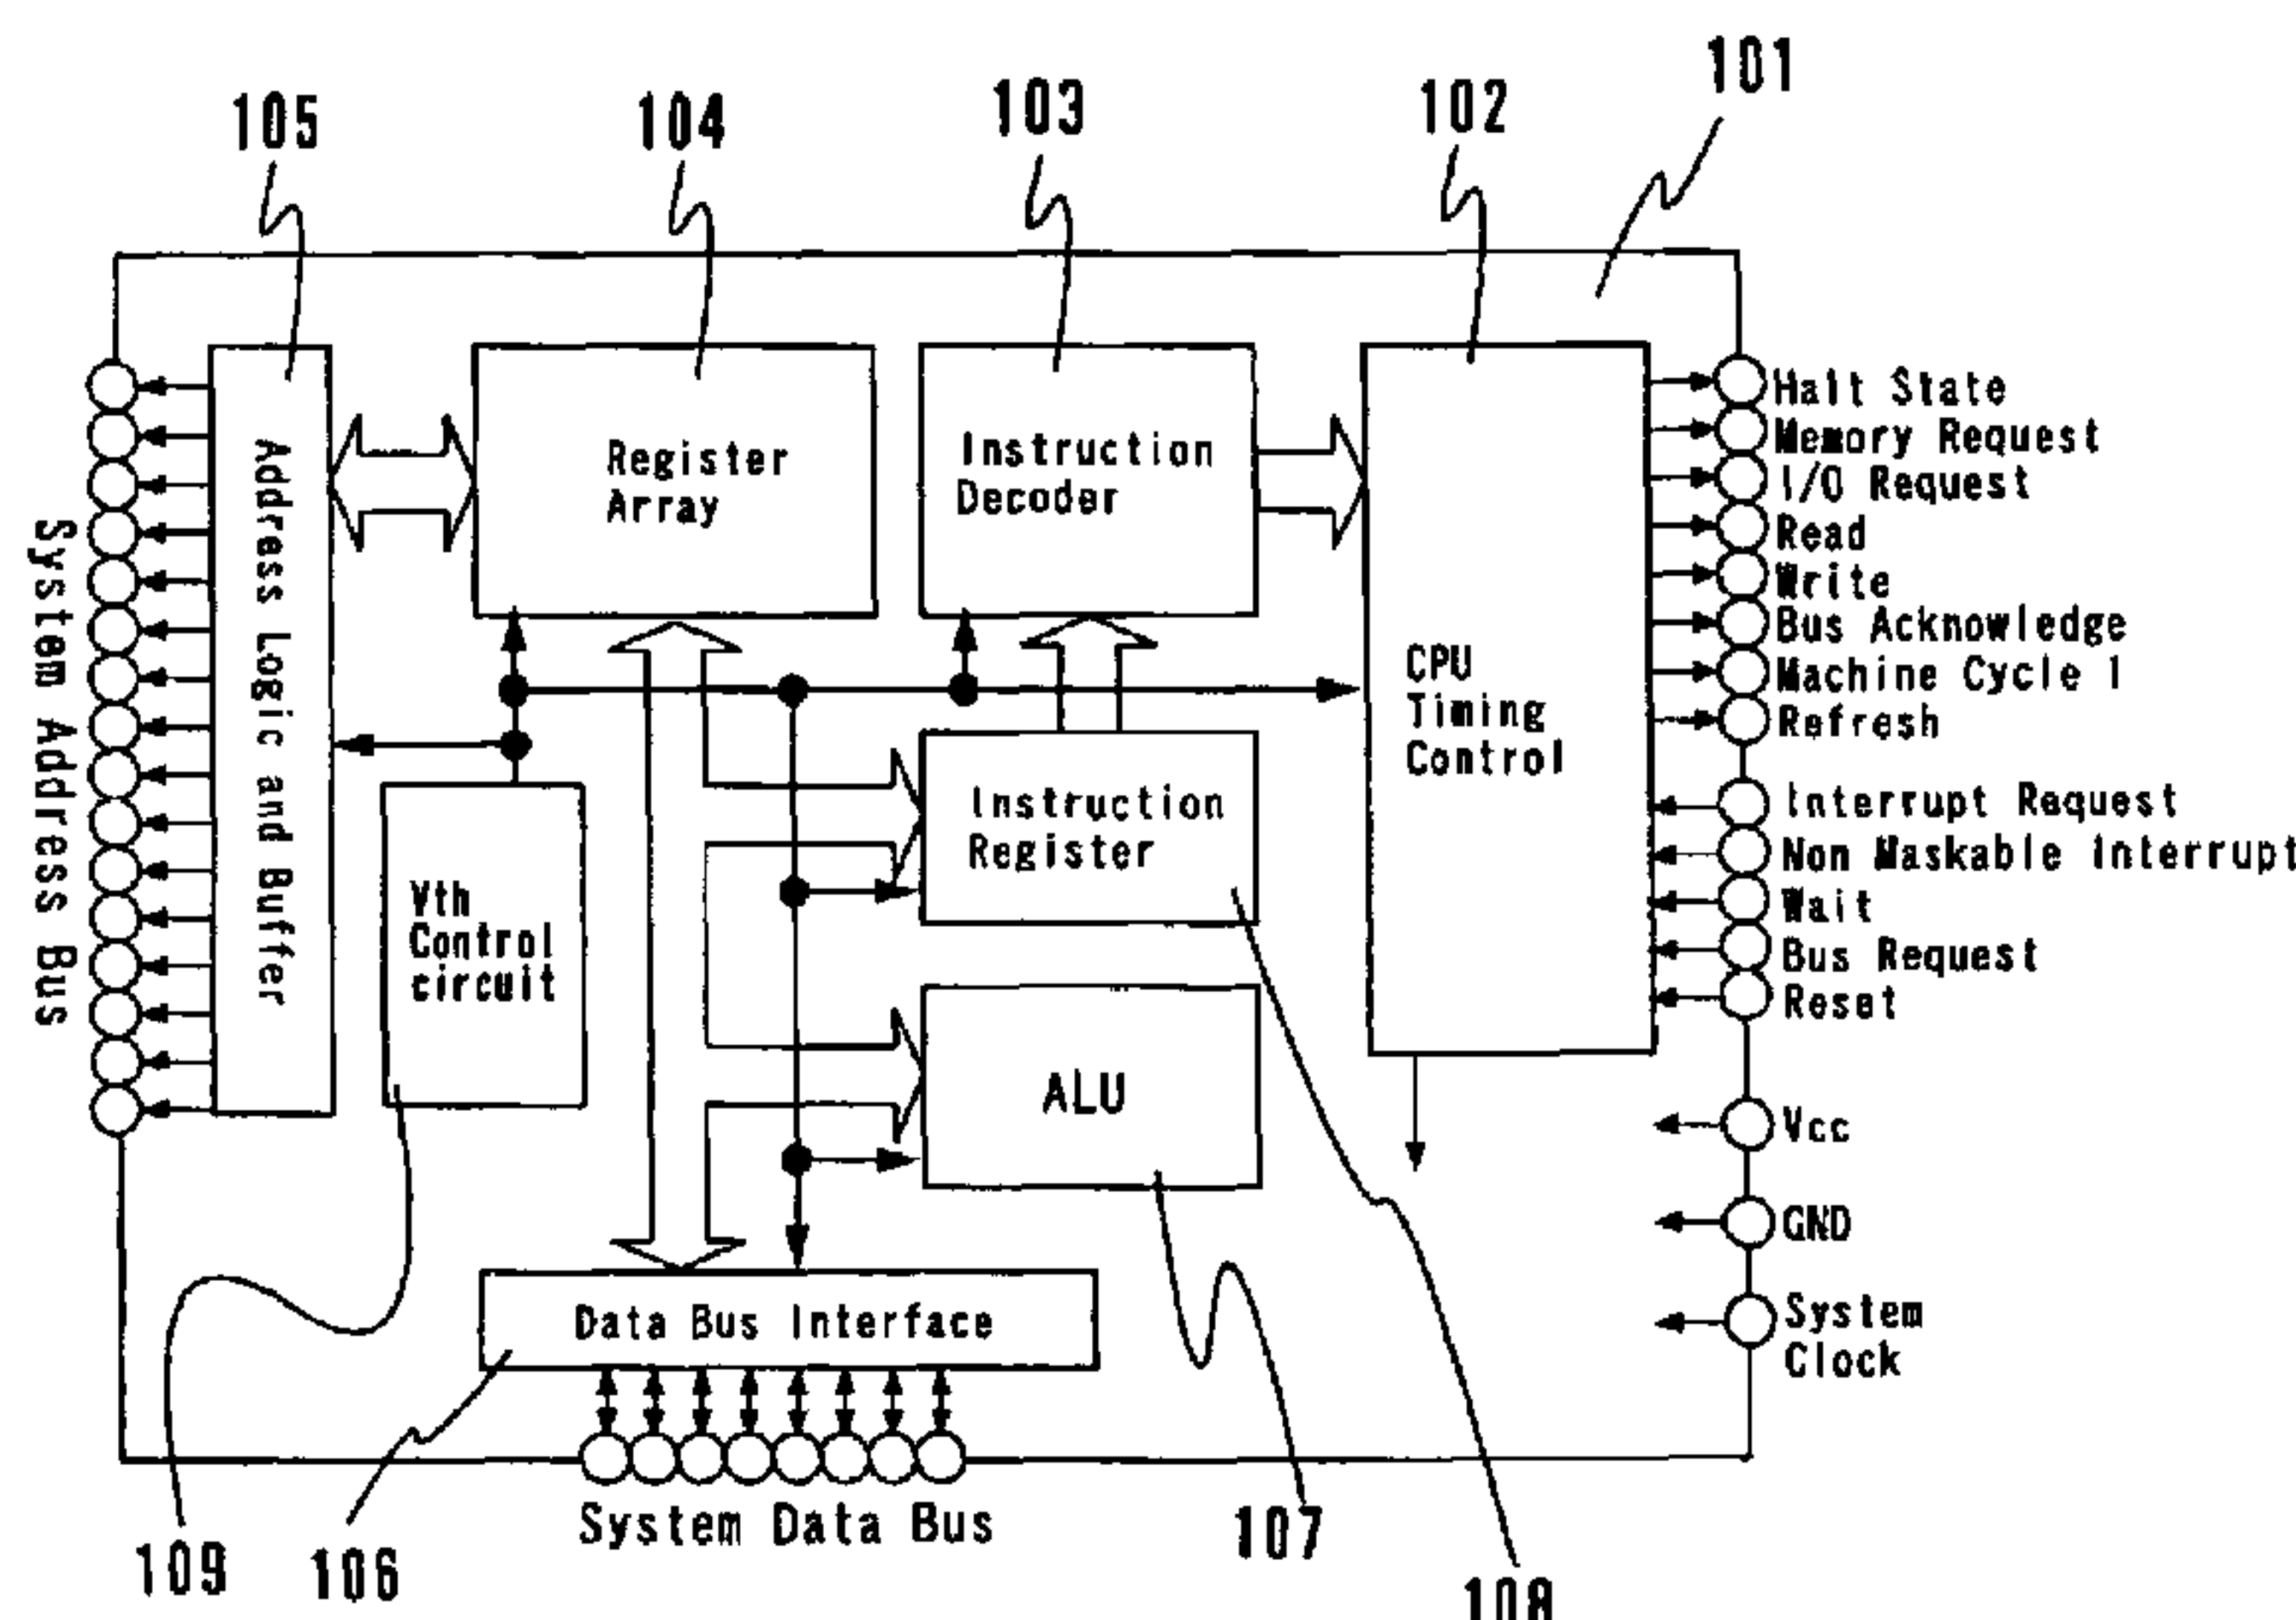 101
105
104
103
102
Register
Array
Instruction
Decoder
Address Logic and Buffer
System Address Bus
Vth
Control
circuit
Instruction
Register
ALU
CPU
Timing
Control
Halt State
Memory Request
I/O Request
Read
Write
Bus Acknowledge
Machine Cycle 1
Refresh
Interrupt Request
Non Maskable Interrupt
Wait
Bus Request
Reset
Vcc
GND
System
Clock
Data Bus Interface
System Data Bus
109
106
107
108